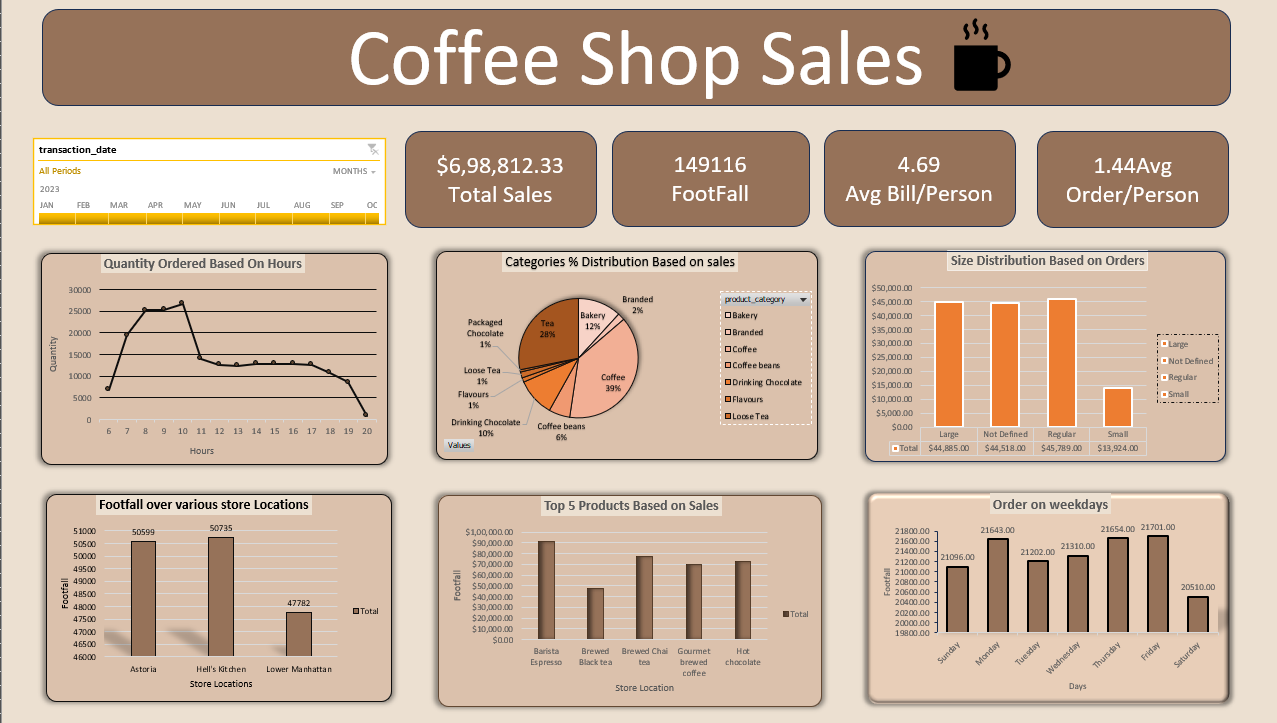 Coffee Shop Sales
transaction_date
All Periods
MONTHS
2023
JAN FEB MAR APR MAY JUN JUL AUG SEP OC
$6,98,812.33
Total Sales
149116
FootFall
4.69
Avg Bill/Person
1.44Avg
Order/Person
Quantity Ordered Based On Hours
30000
25000
20000
15000
10000
5000
0
Quantity
6 7 8 9 10 11 12 13 14 15 16 17 18 19 20
Hours
Categories % Distribution Based on sales
Branded
2%
Bakery
12%
Tea
28%
Packaged
Chocolate
1%
Loose Tea
1%
Flavours
1%
Drinking Chocolate
10%
Coffee beans
6%
Coffee
39%
Values
product_category
Bakery
Branded
Coffee
Coffee beans
Drinking Chocolate
Flavours
Loose Tea
Size Distribution Based on Orders
$50,000.00
$45,000.00
$40,000.00
$35,000.00
$30,000.00
$25,000.00
$20,000.00
$15,000.00
$10,000.00
$5,000.00
$0.00
Large Not Defined Regular Small
Total $44,885.00 $44,518.00 $45,789.00 $13,924.00
Large
Not Defined
Regular
Small
Footfall over various store Locations
51000
50500
50000
49500
49000
48500
48000
47500
47000
46500
46000
Footfall
50599
50735
47782
Astoria Hell's Kitchen Lower Manhattan
Store Locations
Total
Top 5 Products Based on Sales
$1,00,000.00
$90,000.00
$80,000.00
$70,000.00
$60,000.00
$50,000.00
$40,000.00
$30,000.00
$20,000.00
$10,000.00
$0.00
Footfall
Barista
Espresso
Brewed
Black tea
Brewed Chai
tea
Gourmet
brewed
coffee
Hot
chocolate
Store Location
Total
Order on weekdays
21800.00
21600.00
21400.00
21200.00
21000.00
20800.00
20600.00
20400.00
20200.00
20000.00
19800.00
Footfall
21096.00
21643.00
21202.00
21310.00
21654.00
21701.00
20510.00
Sunday Monday Tuesday Wednesday Thursday Friday Saturday
Days